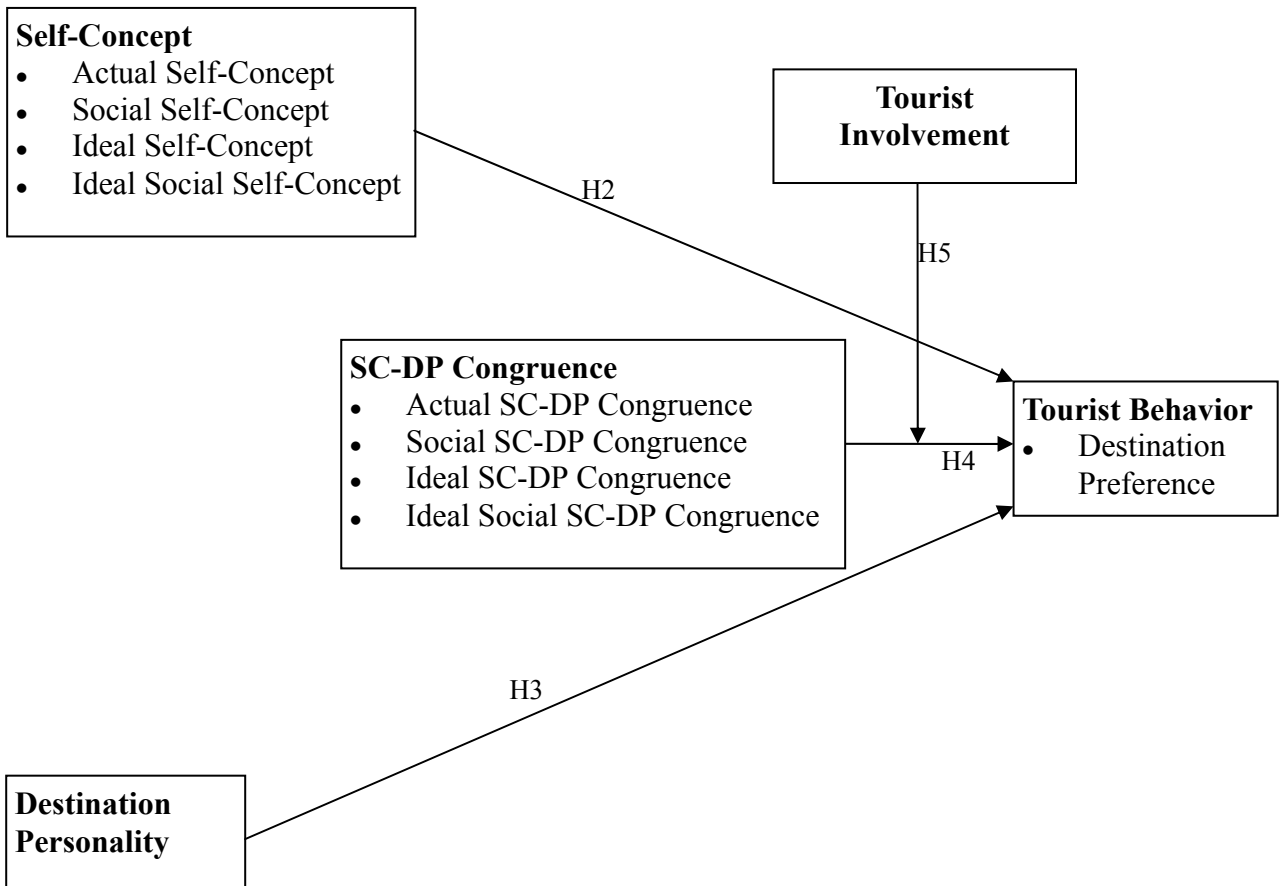 Self-Concept
• Actual Self-Concept
• Social Self-Concept
• Ideal Self-Concept
• Ideal Social Self-Concept
Tourist
Involvement
H2
H5
SC-DP Congruence
• Actual SC-DP Congruence
• Social SC-DP Congruence
• Ideal SC-DP Congruence
• Ideal Social SC-DP Congruence
H4
Tourist Behavior
• Destination
Preference
H3
Destination
Personality